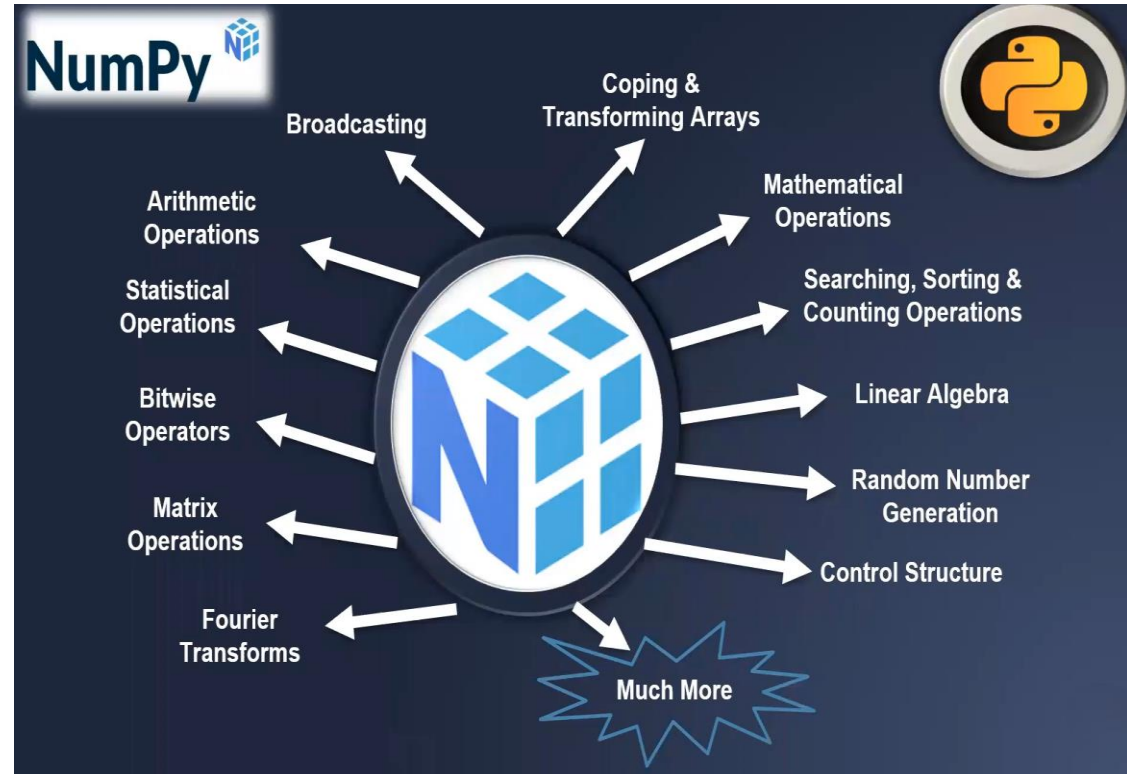 NumPy
Broadcasting
Coping &
Transforming Arrays
Arithmetic
Operations
Mathematical
Operations
Statistical
Operations
Searching, Sorting &
Counting Operations
Bitwise
Operators
Linear Algebra
Matrix
Operations
Random Number
Generation
Fourier
Transforms
Control Structure
Much More